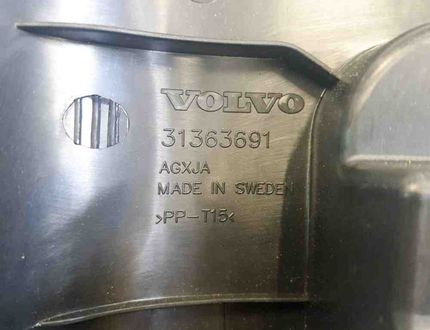 VOLVO
31363691
AGXJA
MADE IN SWEDEN
>PP-T15<